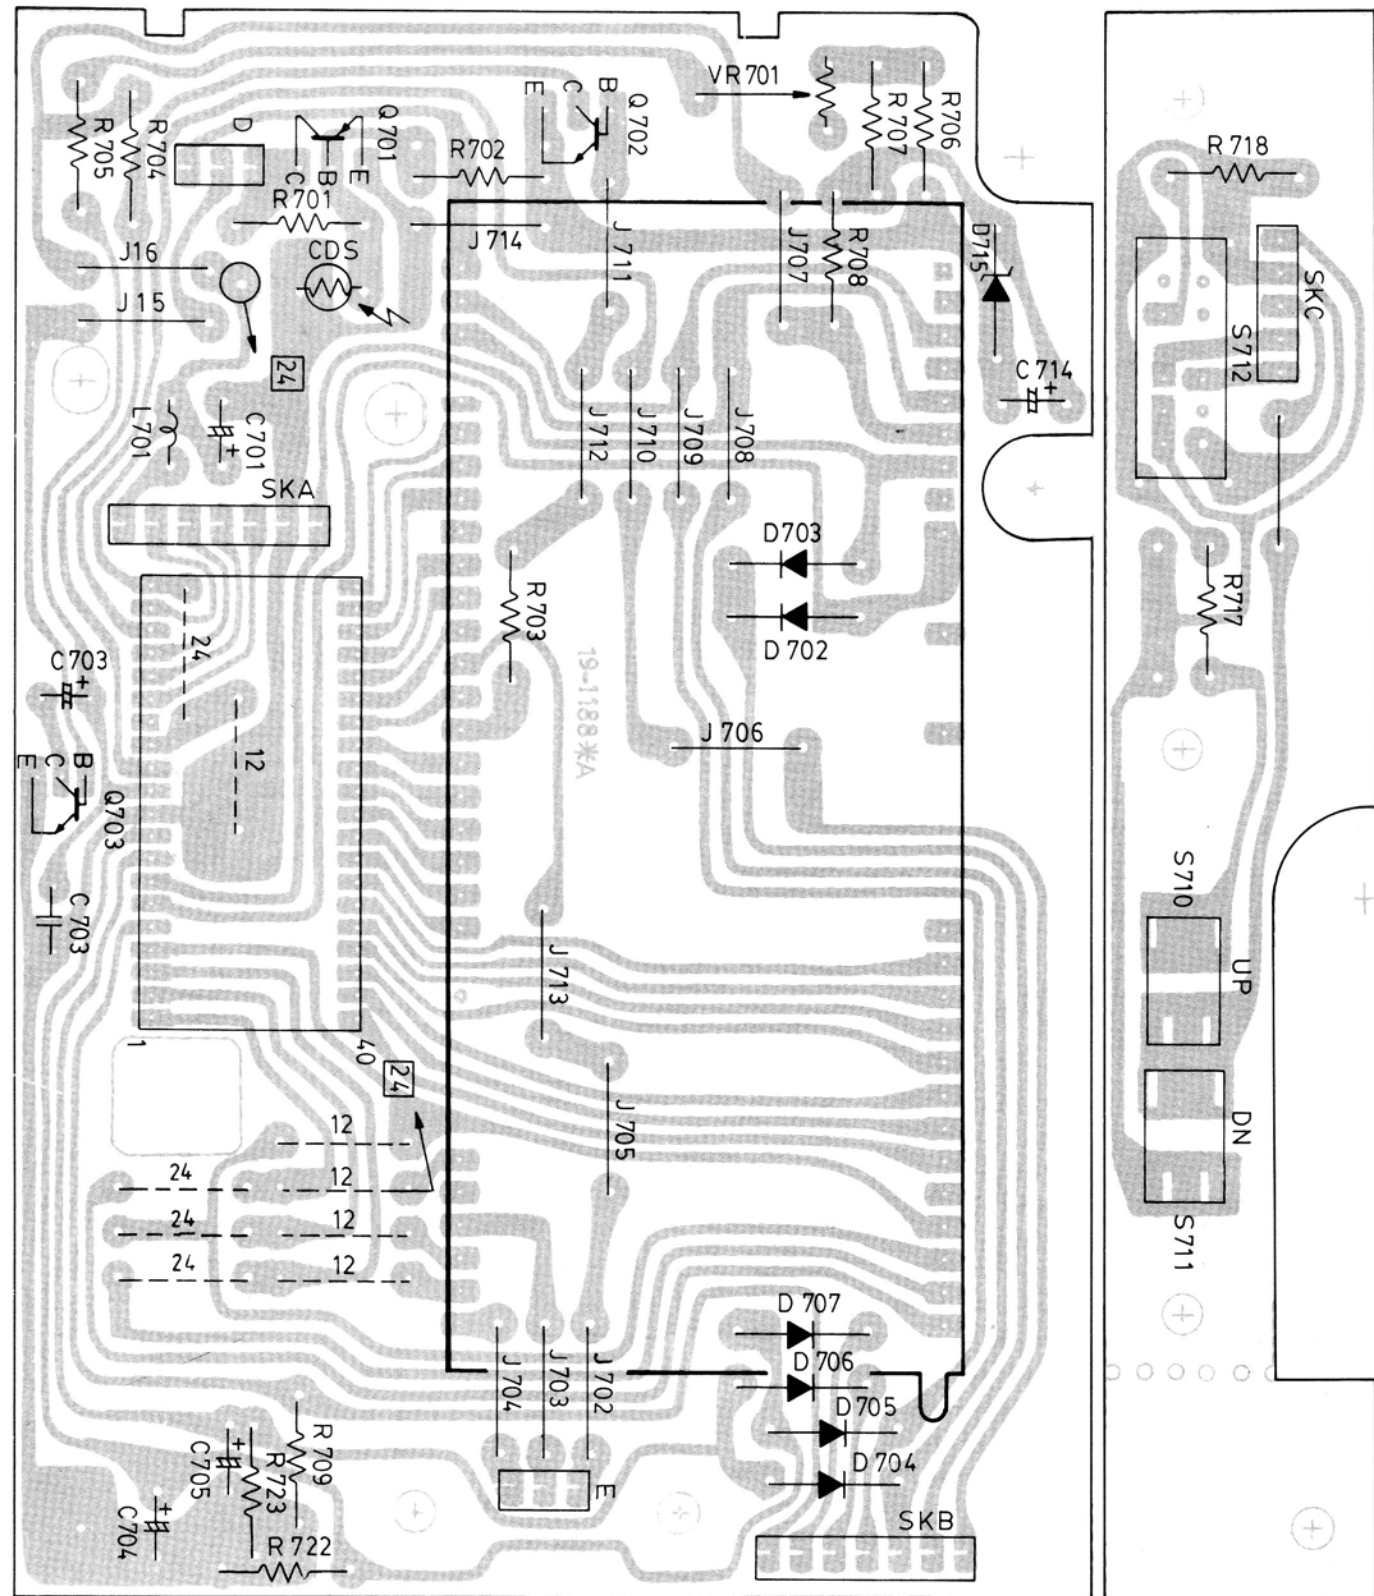 VR701
B
C
E
Q702
R706
R707
R705
R704
D
Q701
C
B
E
R702
R718
R701
J714
J711
J707
R708
D715
SKC
S712
J16
CDS
J15
24
C714
+
L701
C701
+
J712
J710
J709
J708
SKA
D703
R703
D702
R717
24
C703
+
19-1188*A
J706
12
B
C
E
Q703
S710
C703
J713
UP
1
40
24
J705
DN
12
24
12
24
12
24
12
S711
D707
J704
J703
J702
D706
D705
R709
+
C705
R723
D704
E
+
C704
SKB
R722